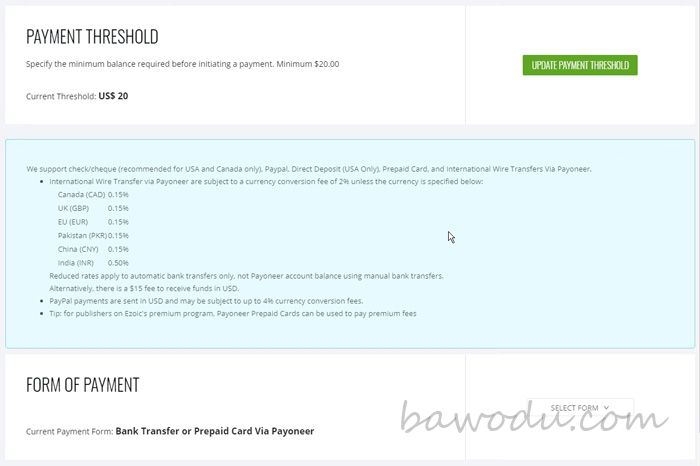 PAYMENT THRESHOLD
Specify the minimum balance required before initiating a payment. Minimum $20.00
UPDATE PAYMENT THRESHOLD
Current Threshold: US$ 20
We support check/cheque (recommended for USA and Canada only), Paypal, Direct Deposit (USA Only), Prepaid Card, and International Wire Transfers Via Payoneer.
International Wire Transfer via Payoneer are subject to a currency conversion fee of 2% unless the currency is specified below:
Canada (CAD) 0.15%
UK (GBP) 0.15%
EU (EUR) 0.15%
Pakistan (PKR) 0.15%
China (CNY) 0.15%
India (INR) 0.50%
Reduced rates apply to automatic bank transfers only, not Payoneer account balance using manual bank transfers.
Alternatively, there is a $15 fee to receive funds in USD.
PayPal payments are sent in USD and may be subject to up to 4% currency conversion fees.
Tip: for publishers on Ezoic's premium program, Payoneer Prepaid Cards can be used to pay premium fees
FORM OF PAYMENT
SELECT FORM
Current Payment Form: Bank Transfer or Prepaid Card Via Payoneer
bawodu.com